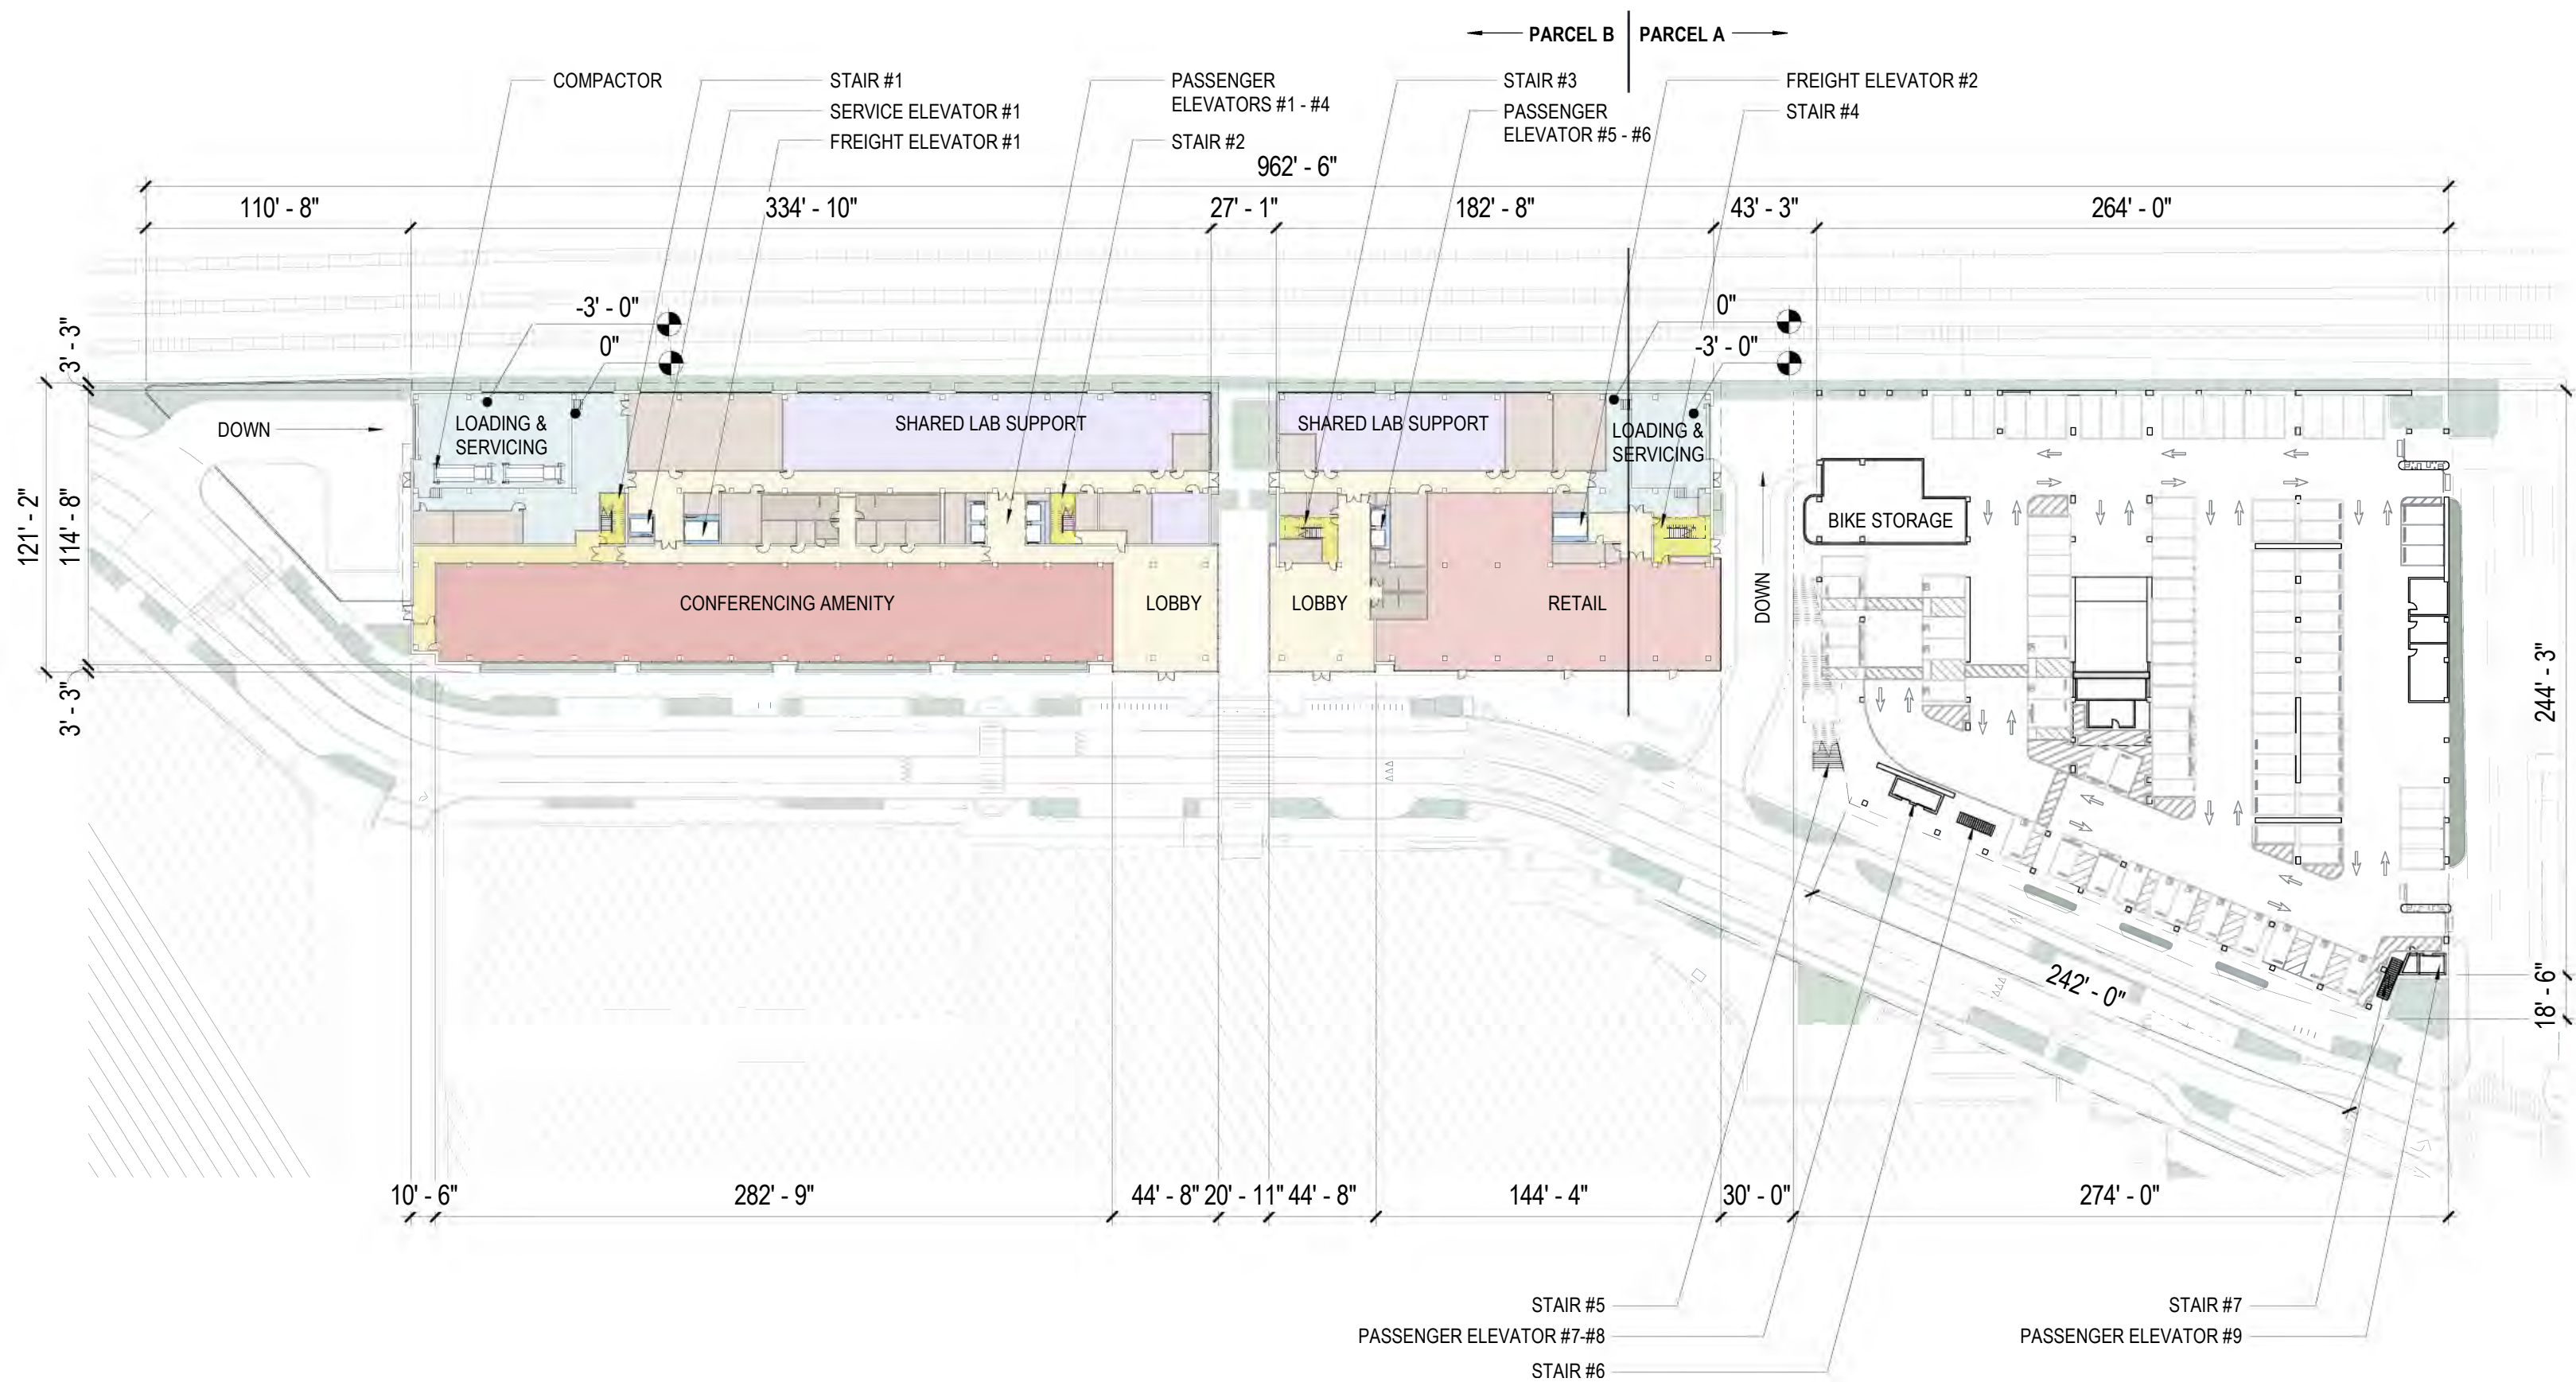 PARCEL B
PARCEL A
COMPACTOR
STAIR #1
SERVICE ELEVATOR #1
FREIGHT ELEVATOR #1
PASSENGER
ELEVATORS #1 - #4
STAIR #2
STAIR #3
PASSENGER
ELEVATOR #5 - #6
FREIGHT ELEVATOR #2
STAIR #4
962' - 6"
110' - 8"
334' - 10"
27' - 1"
182' - 8"
43' - 3"
264' - 0"
-3' - 0"
0"
0"
-3' - 0"
3' - 3"
121' - 2"
114' - 8"
3' - 3"
DOWN
LOADING &
SERVICING
SHARED LAB SUPPORT
SHARED LAB SUPPORT
LOADING &
SERVICING
BIKE STORAGE
DOWN
CONFERENCING AMENITY
LOBBY
LOBBY
RETAIL
244' - 3"
18' - 6"
242' - 0"
10' - 6"
282' - 9"
44' - 8"
20' - 11"
44' - 8"
144' - 4"
30' - 0"
274' - 0"
STAIR #5
PASSENGER ELEVATOR #7-#8
STAIR #6
STAIR #7
PASSENGER ELEVATOR #9